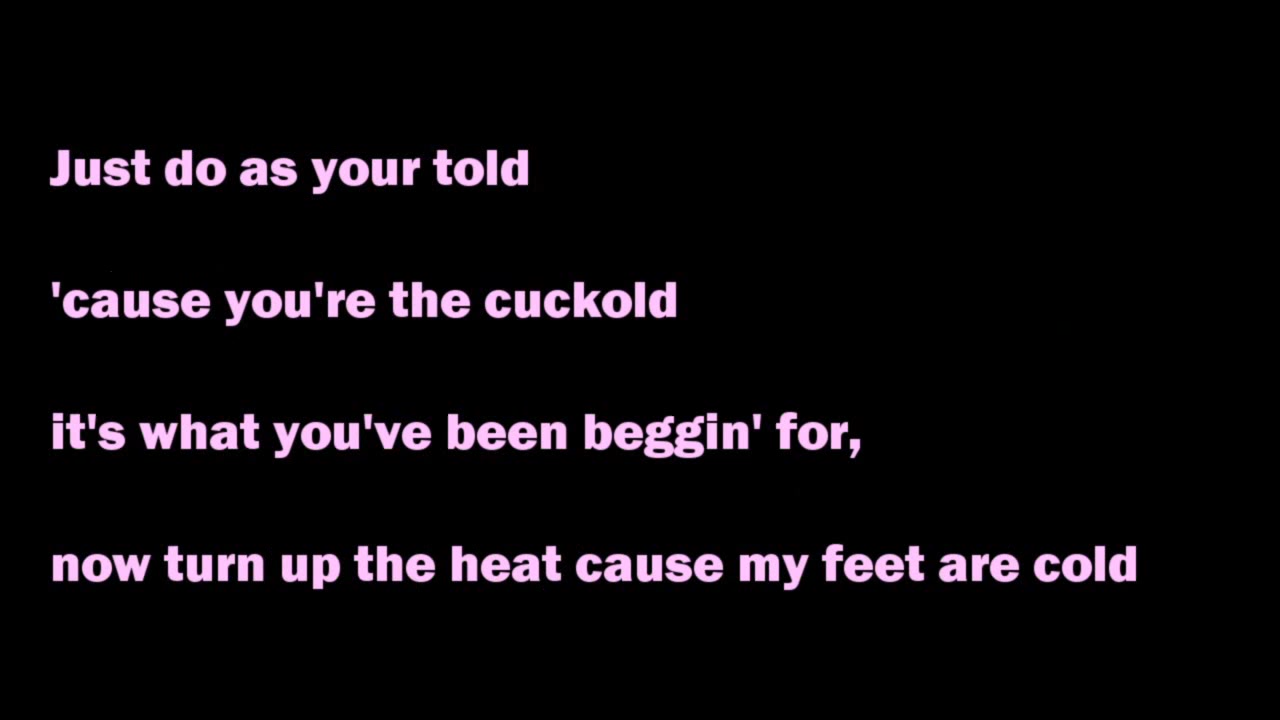 Just do as your told
'cause you're the cuckold
it's what you've been beggin' for,
now turn up the heat cause my feet are cold